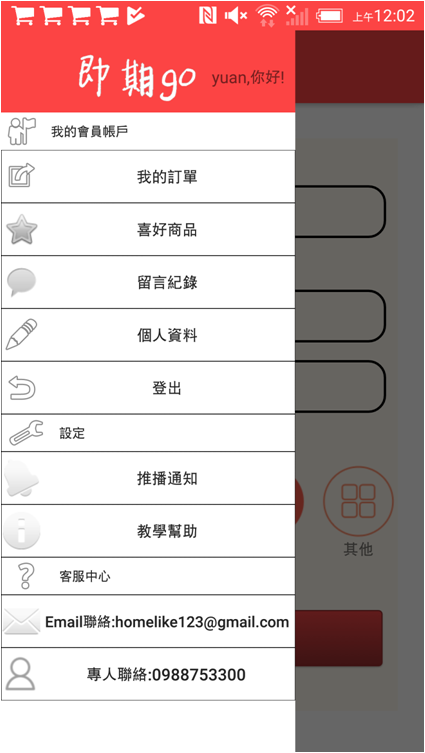 上午12:02
即期go
yuan,你好!
我的會員帳戶
我的訂單
喜好商品
留言紀錄
個人資料
登出
設定
推播通知
教學幫助
其他
客服中心
Email聯絡:homelike123@gmail.com
專人聯絡:0988753300